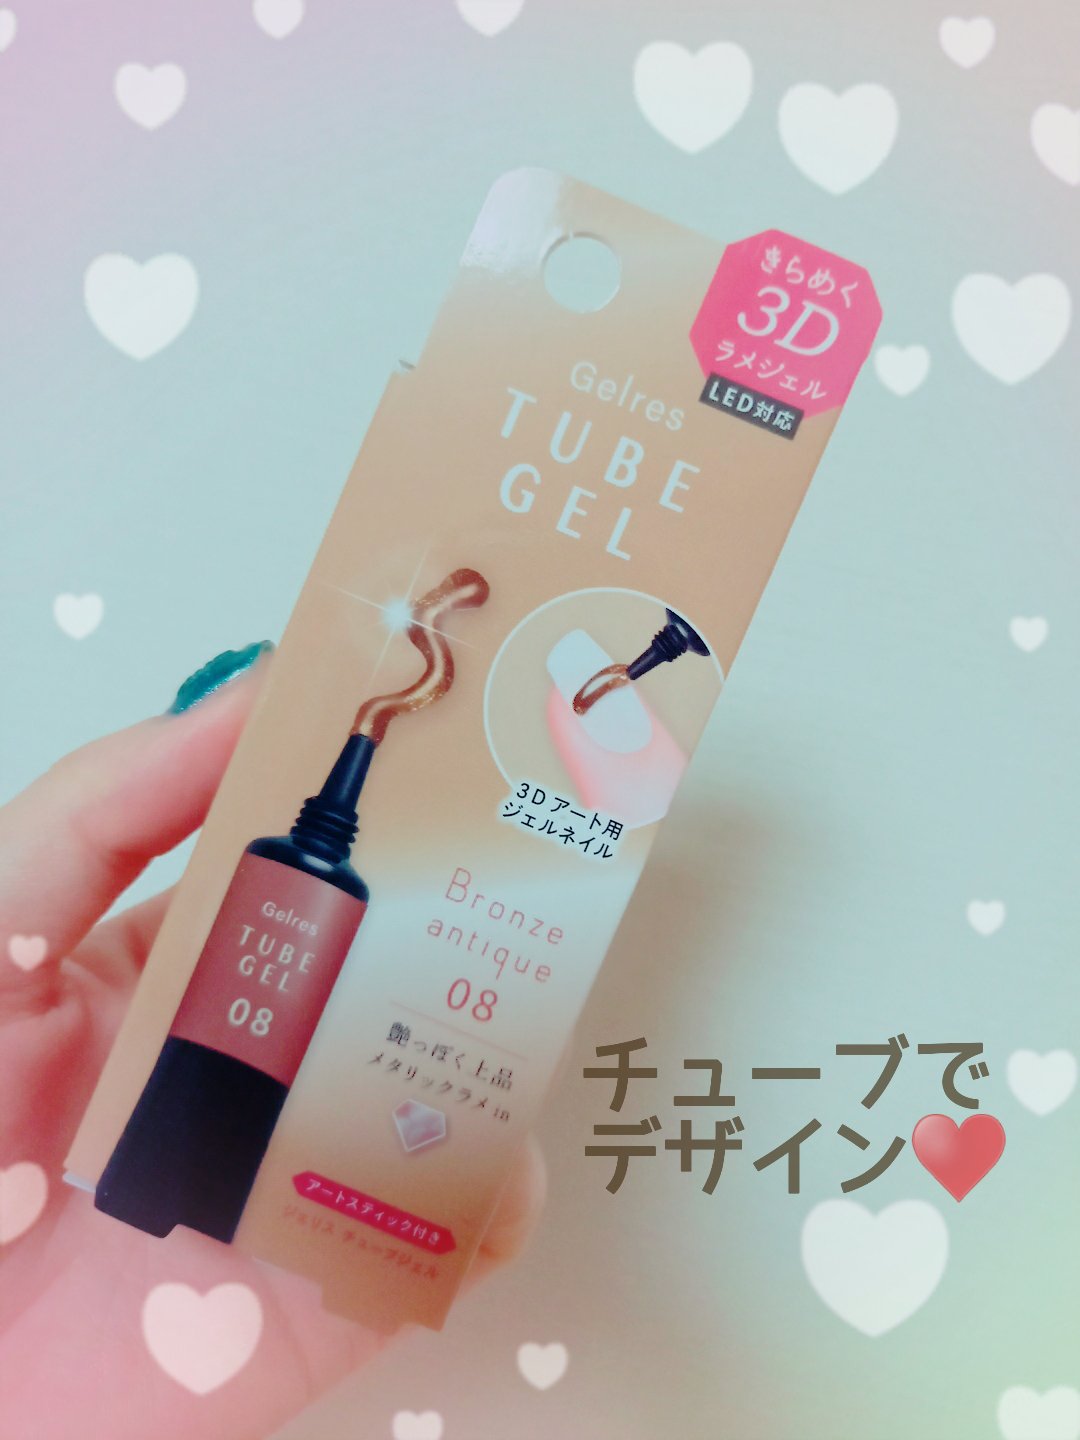 きらめく
3D
ラメジェル
LED対応
Gelres
TUBE
GEL
3Dアート用
ジェルネイル
Bronze
antique
08
艶っぽく上品
メタリックラメin
アートスティック付き
ジェリス チューブジェル
Gelres
TUBE
GEL
08
チューブで
デザイン♥